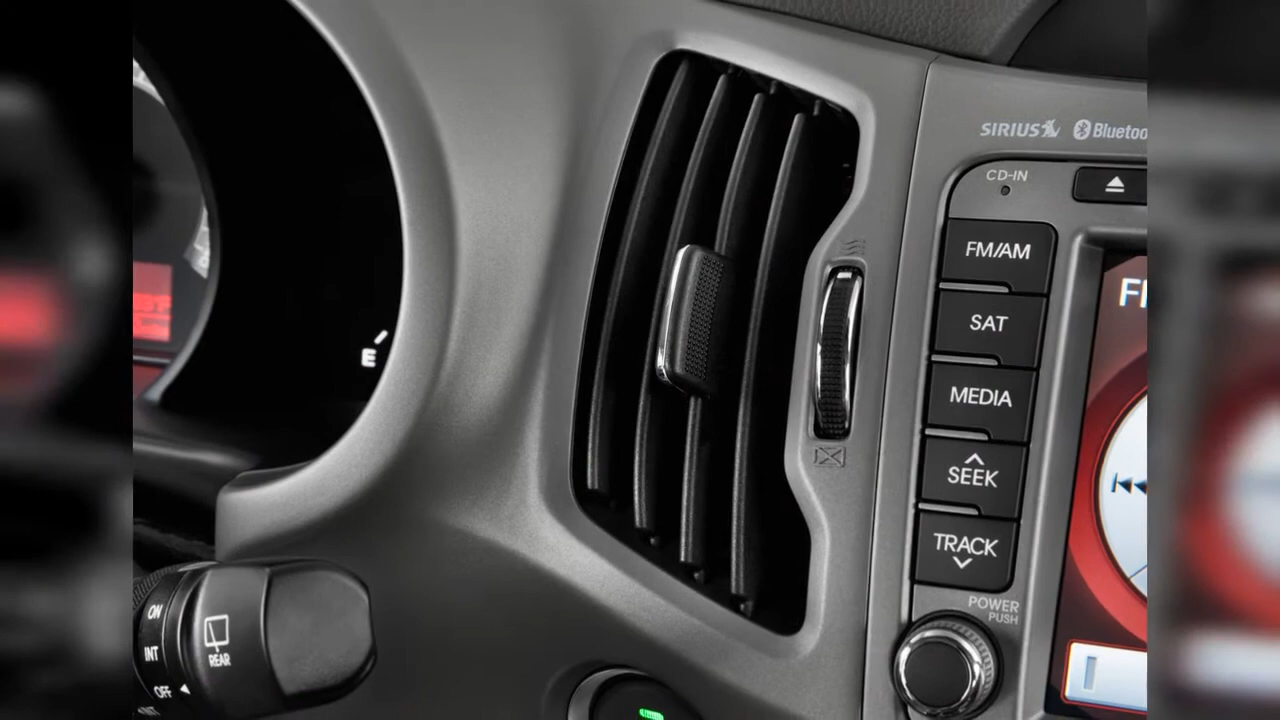 SIRIUS Bluetoo
CD-IN
FM/AM
SAT
MEDIA
SEEK
TRACK
POWER
PUSH
E
ON
INT
OFF
REAR